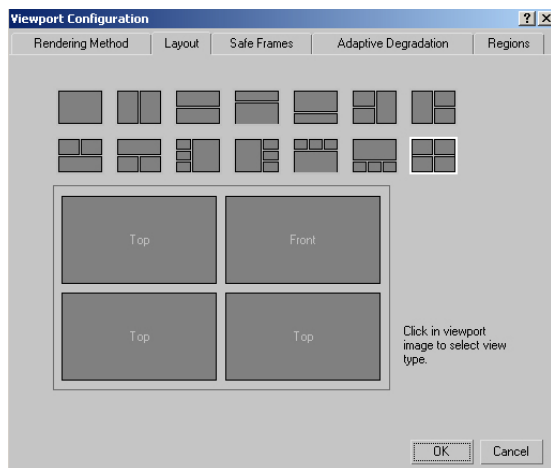 Viewport Configuration
Rendering Method Layout Safe Frames Adaptive Degradation Regions
Top Front
Top Top
Click in viewport
image to select view
type.
OK Cancel